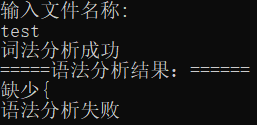 输入文件名称:
test
词法分析成功
=====语法分析结果: ======
缺少{
语法分析失败